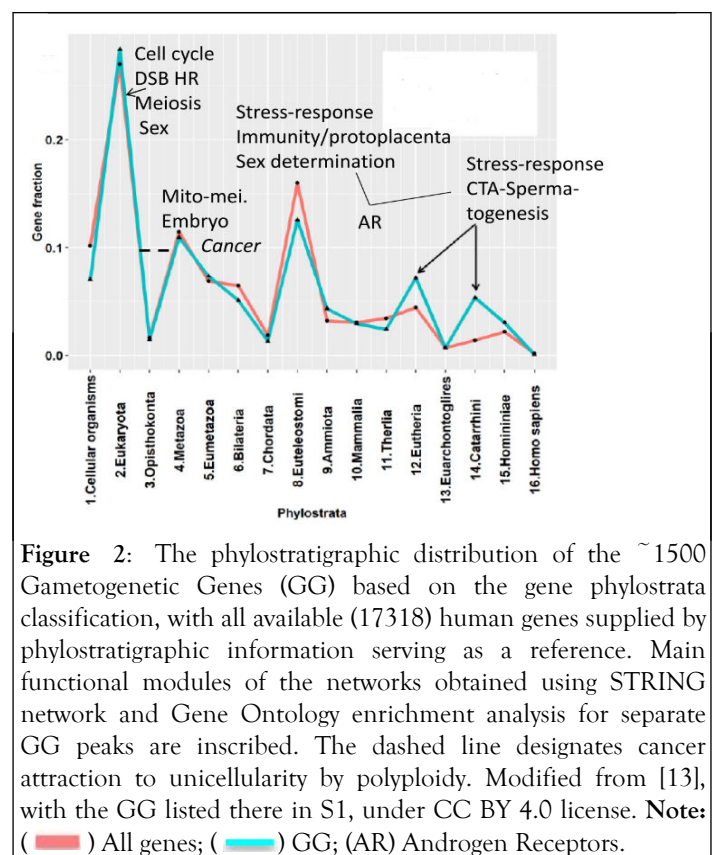 Cell cycle
DSB HR
Meiosis
Sex
Stress-response
Immunity/protoplacenta
Sex determination
Stress-response
CTA-Sperma-
togenesis
AR
Mito-mei.
Embryo
Cancer
Gene fraction
0.2
0.1
0.0
1.Cellular organisms
2.Eukaryota
3.Opisthokonta
4.Metazoa
5.Eumetazoa
6.Bilateria
7.Chordata
8.Euteleostomi
9.Amniota
10.Mammalia
11.Therlia
12.Eutheria
13.Euarchontoglires
14.Catarrhini
15.Homininiae
16.Homo sapiens
Phylostrata
Figure 2: The phylostratigraphic distribution of the ~1500
Gametogenetic Genes (GG) based on the gene phylostrata
classification, with all available (17318) human genes supplied by
phylostratigraphic information serving as a reference. Main
functional modules of the networks obtained using STRING
network and Gene Ontology enrichment analysis for separate
GG peaks are inscribed. The dashed line designates cancer
attraction to unicellularity by polyploidy. Modified from [13],
with the GG listed there in S1, under CC BY 4.0 license. Note:
( ) All genes; ( ) GG; (AR) Androgen Receptors.